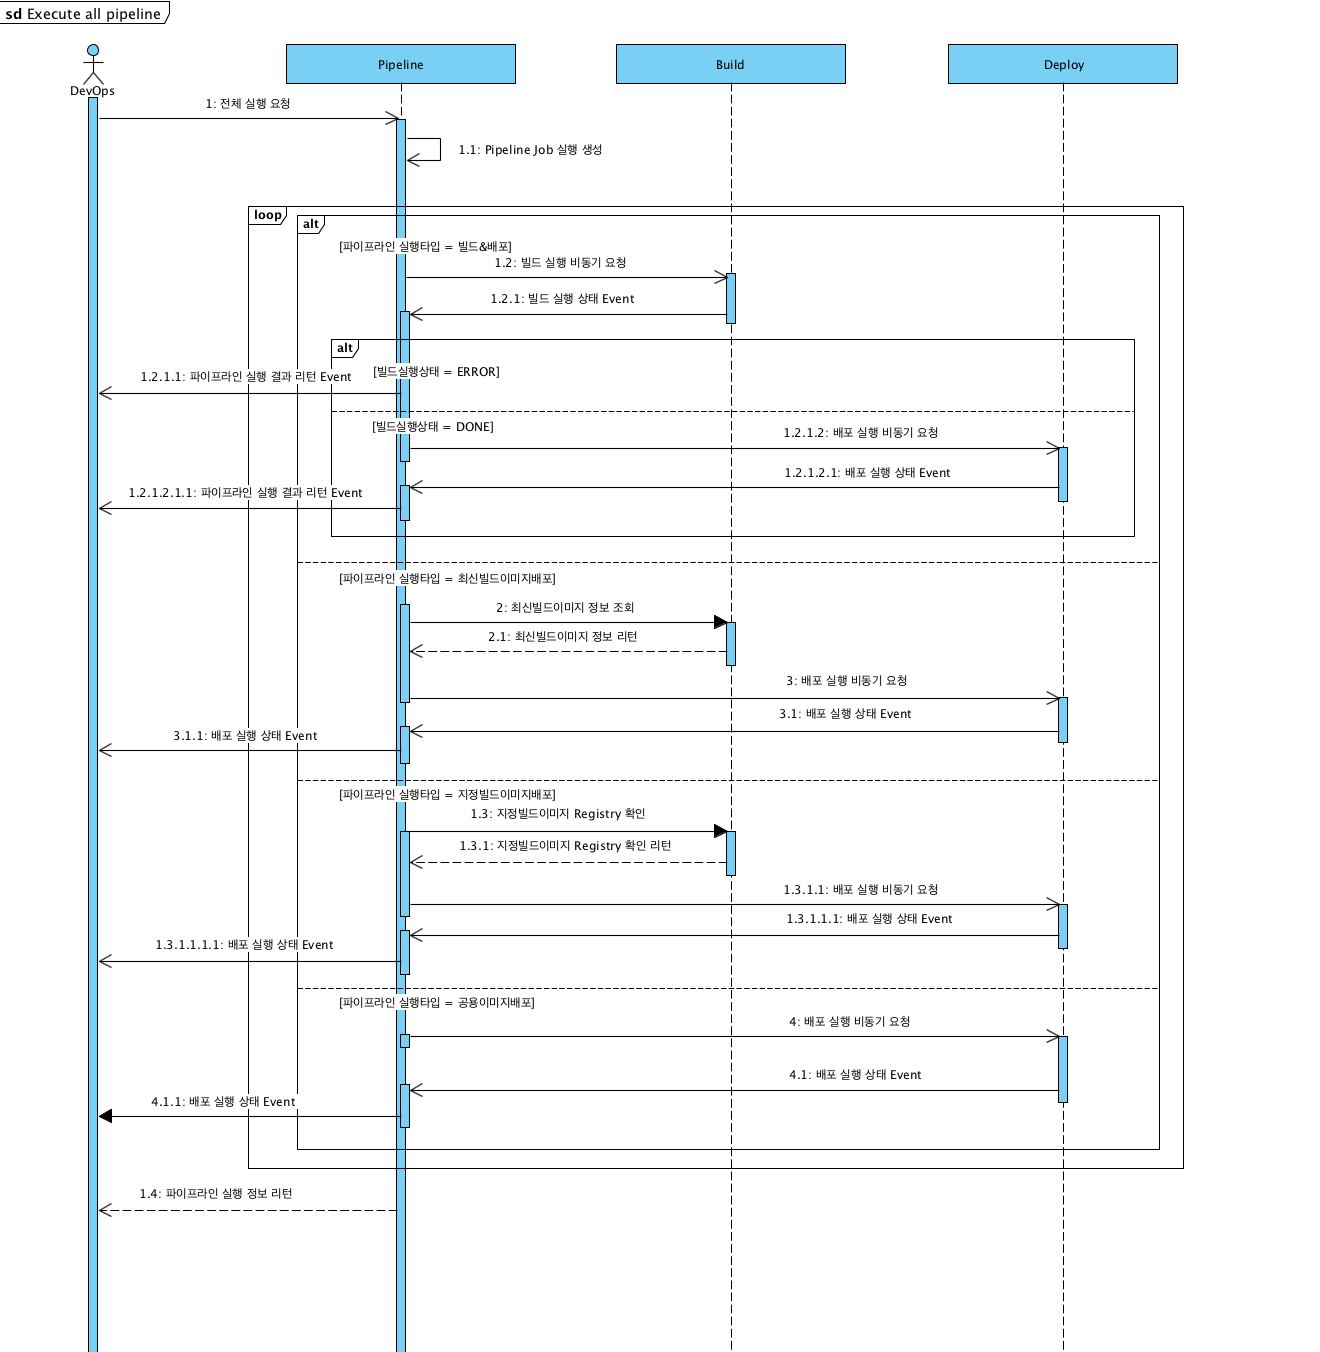 sd Execute all pipeline
DevOps
Pipeline
Build
Deploy
1: 전체 실행 요청
1.1: Pipeline Job 실행 생성
loop
alt
[파이프라인 실행타입 = 빌드&배포]
1.2: 빌드 실행 비동기 요청
1.2.1: 빌드 실행 상태 Event
alt
[빌드실행상태 = ERROR]
1.2.1.1: 파이프라인 실행 결과 리턴 Event
[빌드실행상태 = DONE]
1.2.1.2: 배포 실행 비동기 요청
1.2.1.2.1: 배포 실행 상태 Event
1.2.1.2.1.1: 파이프라인 실행 결과 리턴 Event
[파이프라인 실행타입 = 최신빌드이미지배포]
2: 최신빌드이미지 정보 조회
2.1: 최신빌드이미지 정보 리턴
3: 배포 실행 비동기 요청
3.1: 배포 실행 상태 Event
3.1.1: 배포 실행 상태 Event
[파이프라인 실행타입 = 지정빌드이미지배포]
1.3: 지정빌드이미지 Registry 확인
1.3.1: 지정빌드이미지 Registry 확인 리턴
1.3.1.1: 배포 실행 비동기 요청
1.3.1.1.1: 배포 실행 상태 Event
1.3.1.1.1.1: 배포 실행 상태 Event
[파이프라인 실행타입 = 공용이미지배포]
4: 배포 실행 비동기 요청
4.1: 배포 실행 상태 Event
4.1.1: 배포 실행 상태 Event
1.4: 파이프라인 실행 정보 리턴